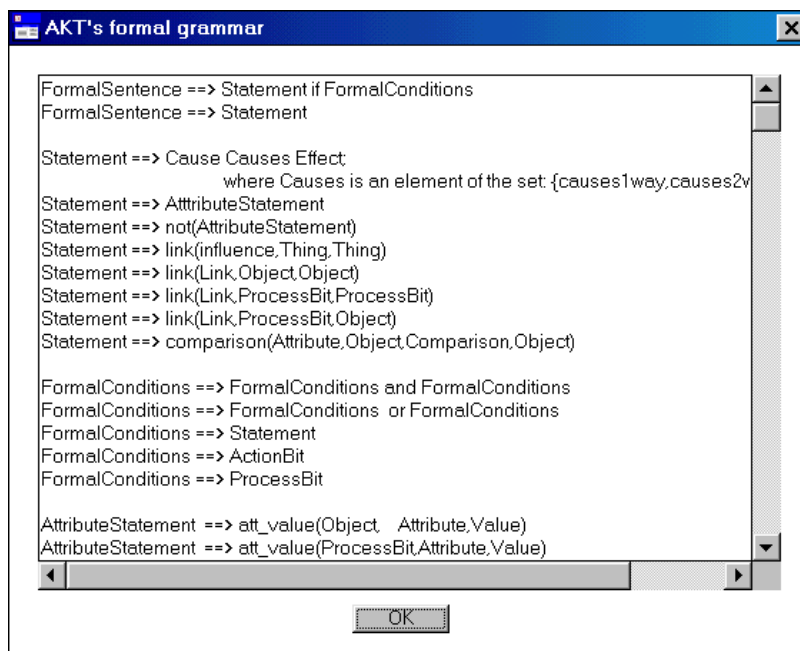 AKT's formal grammar
FormalSentence ==> Statement if FormalConditions
FormalSentence ==> Statement
Statement ==> Cause Causes Effect;
where Causes is an element of the set: {causes1way,causes2w
Statement ==> AtttributeStatement
Statement ==> not(AttributeStatement)
Statement ==> link(influence,Thing,Thing)
Statement ==> link(Link,Object,Object)
Statement ==> link(Link,ProcessBit,ProcessBit)
Statement ==> link(Link,ProcessBit,Object)
Statement ==> comparison(Attribute,Object,Comparison,Object)
FormalConditions ==> FormalConditions and FormalConditions
FormalConditions ==> FormalConditions  or FormalConditions
FormalConditions ==> Statement
FormalConditions ==> ActionBit
FormalConditions ==> ProcessBit
AttributeStatement ==> att_value(Object,   Attribute,Value)
AttributeStatement ==> att_value(ProcessBit,Attribute,Value)
OK